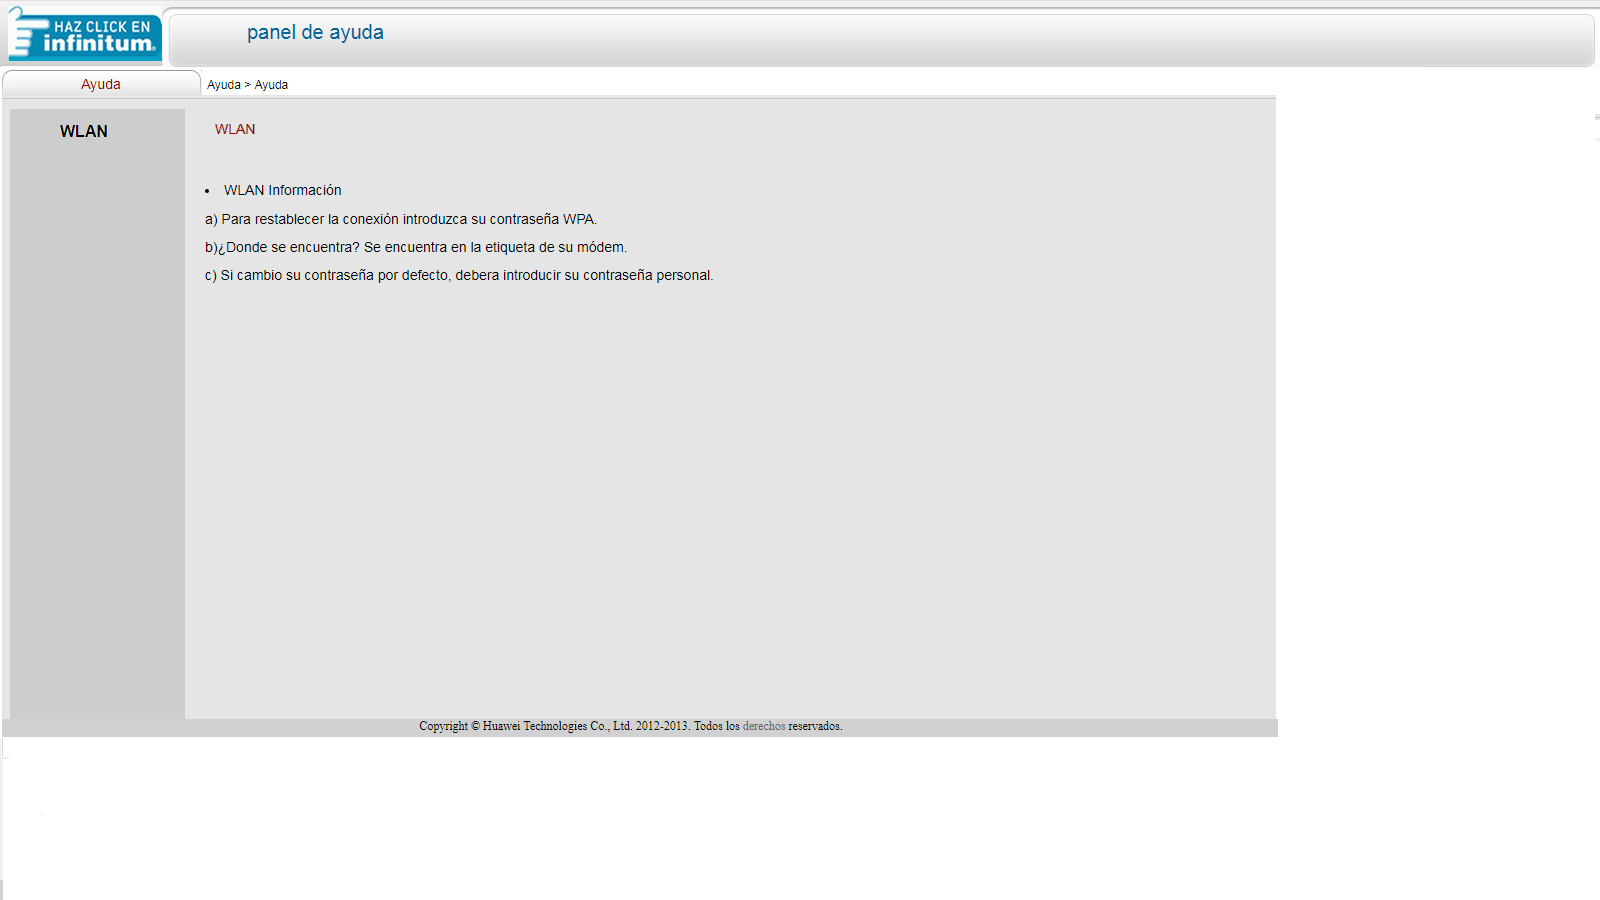 HAZ CLICK EN
infinitum.
panel de ayuda
Ayuda
Ayuda > Ayuda
WLAN
WLAN
• WLAN Información
a) Para restablecer la conexión introduzca su contraseña WPA.
b)¿Donde se encuentra? Se encuentra en la etiqueta de su módem.
c) Si cambio su contraseña por defecto, debera introducir su contraseña personal.
Copyright © Huawei Technologies Co., Ltd. 2012-2013. Todos los derechos reservados.